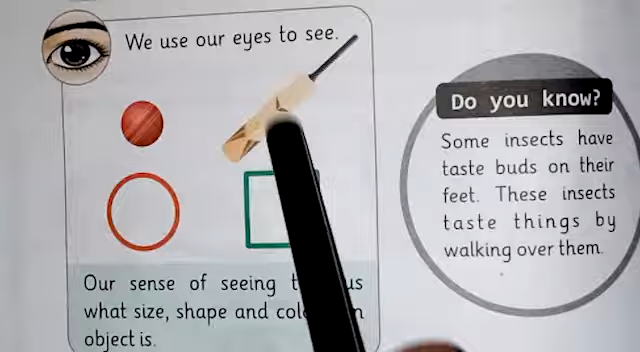 We use our eyes to see.
Our sense of seeing us
what size, shape and
object is.
Do you know?
Some insects have
taste buds on their
feet. These insects
taste things by
walking over them.